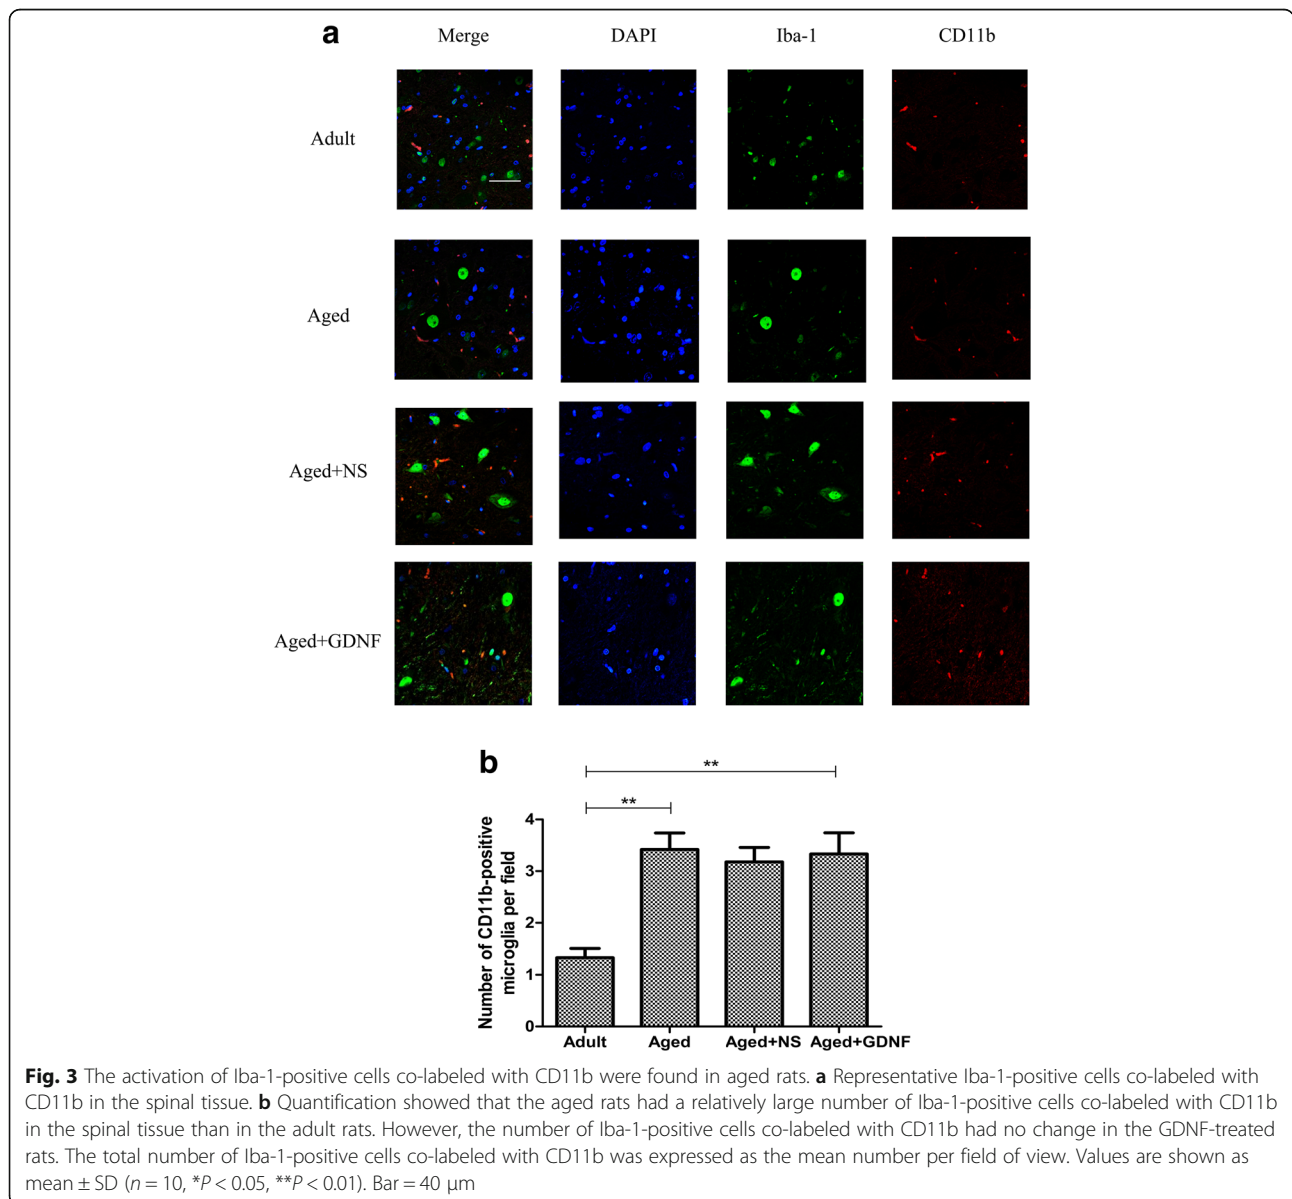 a
Merge DAPI Iba-1 CD11b
Adult
Aged
Aged+NS
Aged+GDNF
b
**
**
Number of CD11b-positive
microglia per field
4
3
2
1
0
Adult Aged Aged+NS Aged+GDNF
Fig. 3 The activation of Iba-1-positive cells co-labeled with CD11b were found in aged rats. a Representative Iba-1-positive cells co-labeled with
CD11b in the spinal tissue. b Quantification showed that the aged rats had a relatively large number of Iba-1-positive cells co-labeled with CD11b
in the spinal tissue than in the adult rats. However, the number of Iba-1-positive cells co-labeled with CD11b had no change in the GDNF-treated
rats. The total number of Iba-1-positive cells co-labeled with CD11b was expressed as the mean number per field of view. Values are shown as
mean ± SD (n = 10, *P < 0.05, **P < 0.01). Bar = 40 μm